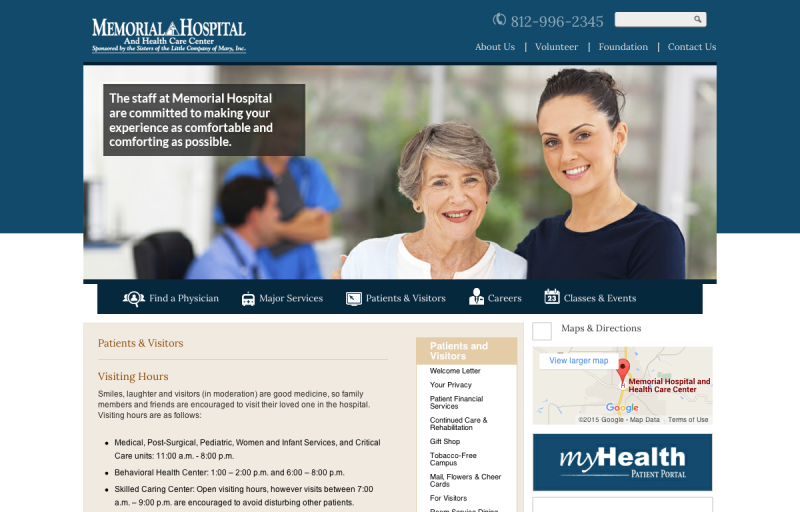 MEMORIAL HOSPITAL
And Health Care Center
Sponsored by the Sisters of the Little Company of Mary, Inc.
812-996-2345
About Us | Volunteer | Foundation | Contact Us
The staff at Memorial Hospital
are committed to making your
experience as comfortable and
comforting as possible.
Find a Physician
Major Services
Patients & Visitors
Careers
23
Classes & Events
Patients & Visitors
Visiting Hours
Smiles, laughter and visitors (in moderation) are good medicine, so family
members and friends are encouraged to visit their loved one in the hospital.
Visiting hours are as follows:
• Medical, Post-Surgical, Pediatric, Women and Infant Services, and Critical
Care units: 11:00 a.m. - 8:00 p.m.
• Behavioral Health Center: 1:00 – 2:00 p.m. and 6:00 – 8:00 p.m.
• Skilled Caring Center: Open visiting hours, however visits between 7:00
a.m. – 9:00 p.m. are encouraged to avoid disturbing other patients.
Patients and
Visitors
Welcome Letter
Your Privacy
Patient Financial
Services
Continued Care &
Rehabilitation
Gift Shop
Tobacco-Free
Campus
Mail, Flowers & Cheer
Cards
For Visitors
Room Service Dining
Maps & Directions
View larger map
A
Memorial Hospital and
Health Care Center
Google
©2015 Google - Map Data
Terms of Use
myHealth
PATIENT PORTAL